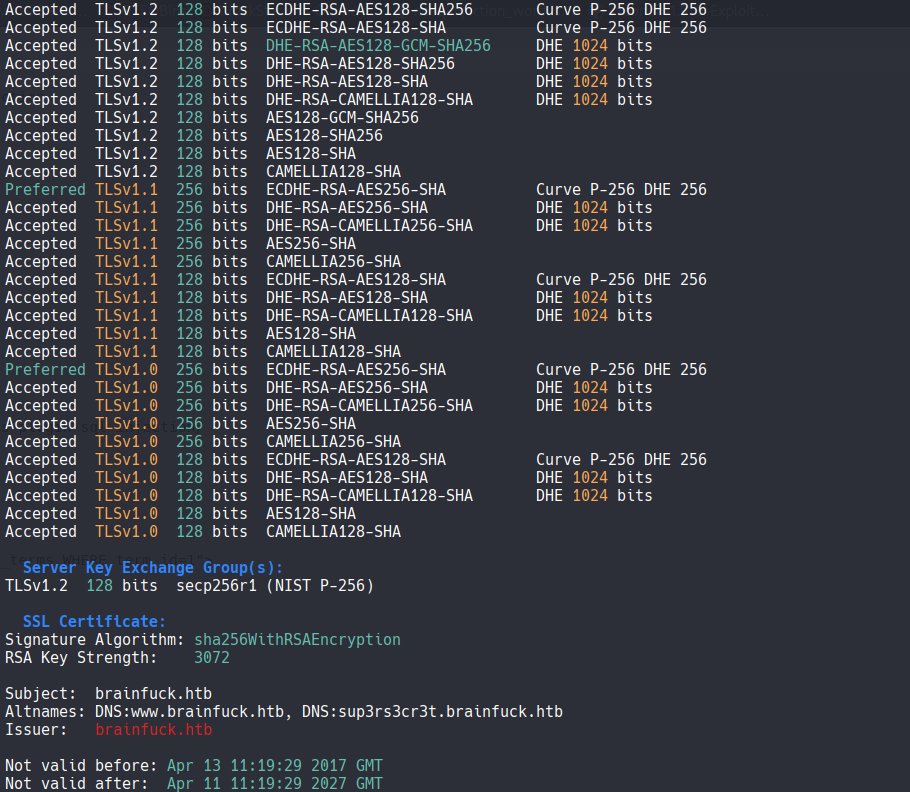 Accepted  TLSv1.2  128 bits  ECDHE-RSA-AES128-SHA256       Curve P-256 DHE 256
Accepted  TLSv1.2  128 bits  ECDHE-RSA-AES128-SHA          Curve P-256 DHE 256
Accepted  TLSv1.2  128 bits  DHE-RSA-AES128-GCM-SHA256     DHE 1024 bits
Accepted  TLSv1.2  128 bits  DHE-RSA-AES128-SHA256         DHE 1024 bits
Accepted  TLSv1.2  128 bits  DHE-RSA-AES128-SHA            DHE 1024 bits
Accepted  TLSv1.2  128 bits  DHE-RSA-CAMELLIA128-SHA       DHE 1024 bits
Accepted  TLSv1.2  128 bits  AES128-GCM-SHA256
Accepted  TLSv1.2  128 bits  AES128-SHA256
Accepted  TLSv1.2  128 bits  AES128-SHA
Accepted  TLSv1.2  128 bits  CAMELLIA128-SHA
Preferred TLSv1.1  256 bits  ECDHE-RSA-AES256-SHA          Curve P-256 DHE 256
Accepted  TLSv1.1  256 bits  DHE-RSA-AES256-SHA            DHE 1024 bits
Accepted  TLSv1.1  256 bits  DHE-RSA-CAMELLIA256-SHA       DHE 1024 bits
Accepted  TLSv1.1  256 bits  AES256-SHA
Accepted  TLSv1.1  256 bits  CAMELLIA256-SHA
Accepted  TLSv1.1  128 bits  ECDHE-RSA-AES128-SHA          Curve P-256 DHE 256
Accepted  TLSv1.1  128 bits  DHE-RSA-AES128-SHA            DHE 1024 bits
Accepted  TLSv1.1  128 bits  DHE-RSA-CAMELLIA128-SHA       DHE 1024 bits
Accepted  TLSv1.1  128 bits  AES128-SHA
Accepted  TLSv1.1  128 bits  CAMELLIA128-SHA
Preferred TLSv1.0  256 bits  ECDHE-RSA-AES256-SHA          Curve P-256 DHE 256
Accepted  TLSv1.0  256 bits  DHE-RSA-AES256-SHA            DHE 1024 bits
Accepted  TLSv1.0  256 bits  DHE-RSA-CAMELLIA256-SHA       DHE 1024 bits
Accepted  TLSv1.0  256 bits  AES256-SHA
Accepted  TLSv1.0  256 bits  CAMELLIA256-SHA
Accepted  TLSv1.0  128 bits  ECDHE-RSA-AES128-SHA          Curve P-256 DHE 256
Accepted  TLSv1.0  128 bits  DHE-RSA-AES128-SHA            DHE 1024 bits
Accepted  TLSv1.0  128 bits  DHE-RSA-CAMELLIA128-SHA       DHE 1024 bits
Accepted  TLSv1.0  128 bits  AES128-SHA
Accepted  TLSv1.0  128 bits  CAMELLIA128-SHA
Server Key Exchange Group(s):
TLSv1.2  128 bits  secp256r1 (NIST P-256)
SSL Certificate:
Signature Algorithm: sha256WithRSAEncryption
RSA Key Strength:    3072
Subject:  brainfuck.htb
Altnames: DNS:www.brainfuck.htb, DNS:sup3rs3cr3t.brainfuck.htb
Issuer:   brainfuck.htb
Not valid before: Apr 13 11:19:29 2017 GMT
Not valid after:  Apr 11 11:19:29 2027 GMT